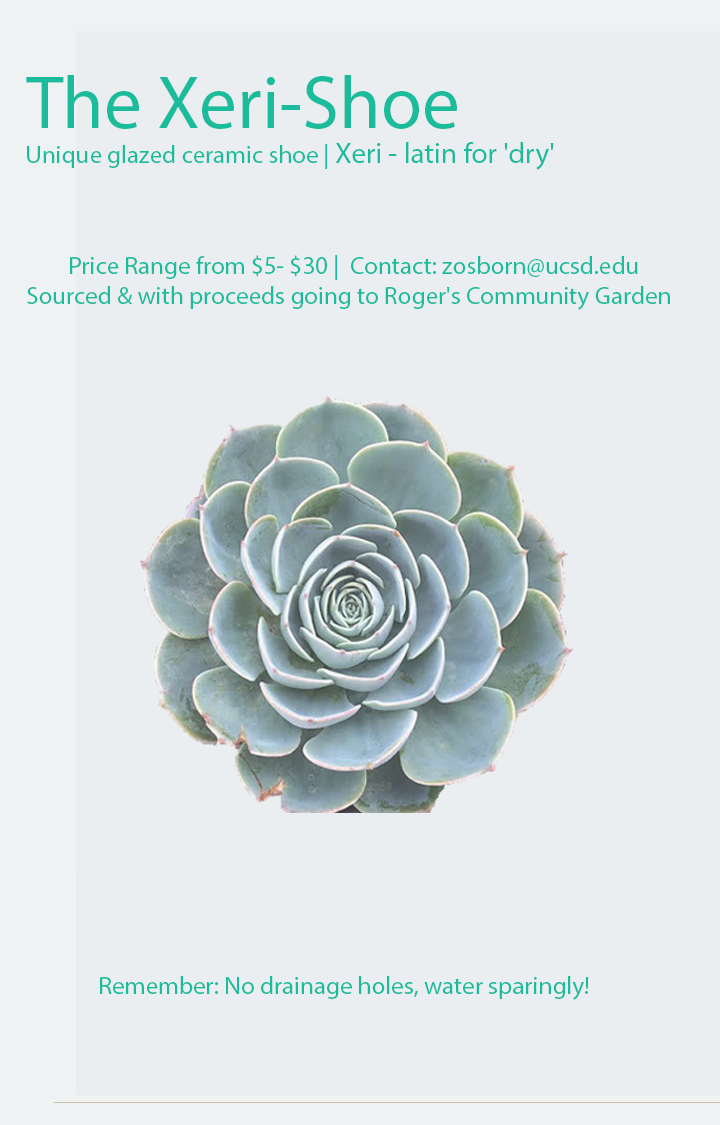 The Xeri-Shoe
Unique glazed ceramic shoe | Xeri - latin for 'dry'
Price Range from $5- $30 | Contact: zosborn@ucsd.edu
Sourced & with proceeds going to Roger's Community Garden
Remember: No drainage holes, water sparingly!